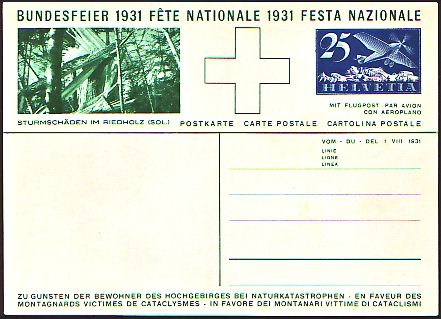 BUNDESFEIER 1931 FÊTE NATIONALE 1931 FESTA NAZIONALE
25
HELVETIA
MIT FLUGPOST - PAR AVION
CON AEROPLANO
STURMSCHÄDEN IM RIEDHOLZ (SOL.)
POSTKARTE CARTE POSTALE CARTOLINA POSTALE
VOM - DU - DEL 1 VIII 1931
LINIE
LIGNE
LINEA
ZU GUNSTEN DER BEWOHNER DES HOCHGEBIRGES BEI NATURKATASTROPHEN - EN FAVEUR DES
MONTAGNARDS VICTIMES DE CATACLYSMES - IN FAVORE DEI MONTANARI VITTIME DI CATACLISMI